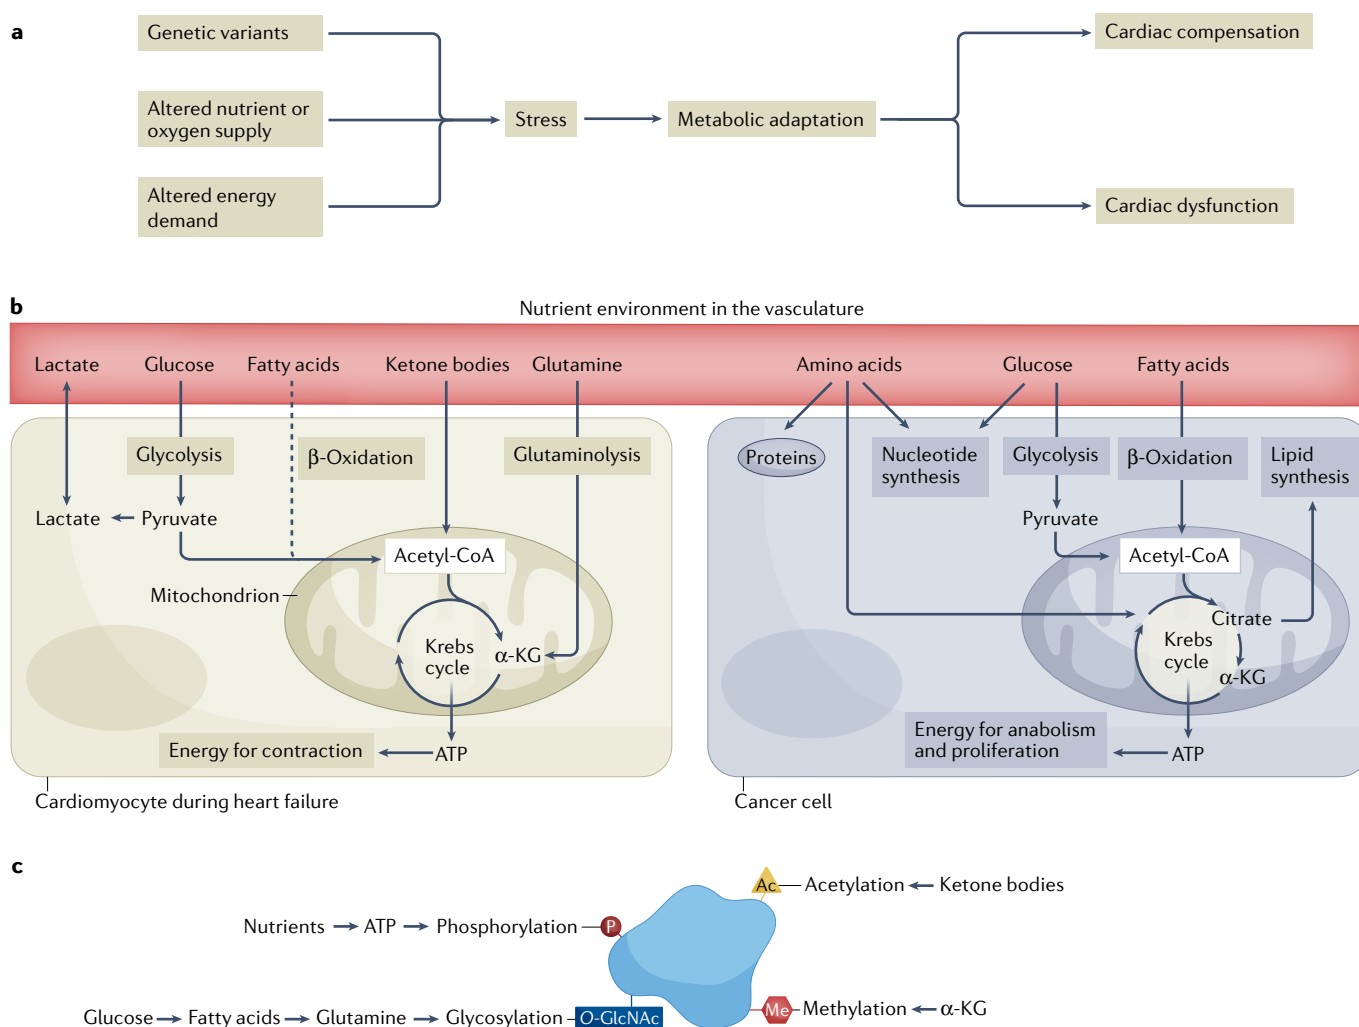 a
Genetic variants
Altered nutrient or
oxygen supply
Altered energy
demand
Stress
Metabolic adaptation
Cardiac compensation
Cardiac dysfunction
b
Nutrient environment in the vasculature
Lactate
Glucose
Fatty acids
Ketone bodies
Glutamine
Glycolysis
β-Oxidation
Glutaminolysis
Lactate
Pyruvate
Acetyl-CoA
Mitochondrion
Krebs
cycle
α-KG
Energy for contraction
ATP
Cardiomyocyte during heart failure
Amino acids
Glucose
Fatty acids
Proteins
Nucleotide
synthesis
Glycolysis
β-Oxidation
Lipid
synthesis
Pyruvate
Acetyl-CoA
Citrate
Krebs
cycle
α-KG
Energy for anabolism
and proliferation
ATP
Cancer cell
c
Nutrients
ATP
Phosphorylation
P
Ac
Acetylation
Ketone bodies
Glucose
Fatty acids
Glutamine
Glycosylation
O-GlcNAc
Me
Methylation
α-KG